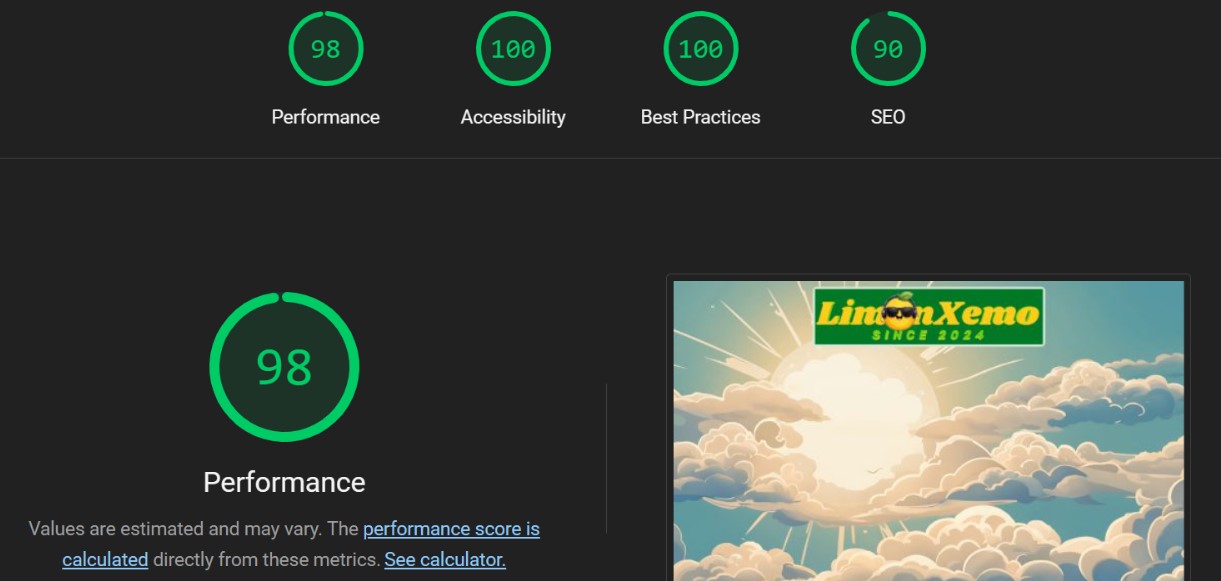 98
100
100
90
Performance
Accessibility
Best Practices
SEO
98
Performance
Values are estimated and may vary. The performance score is
calculated directly from these metrics. See calculator.
LimonXemo
SINCE 2024